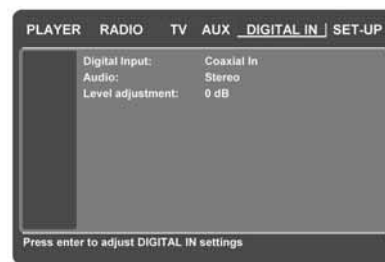 PLAYER RADIO TV AUX DIGITAL IN SET-UP
Digital Input: Coaxial In
Audio: Stereo
Level adjustment: 0 dB
Press enter to adjust DIGITAL IN settings